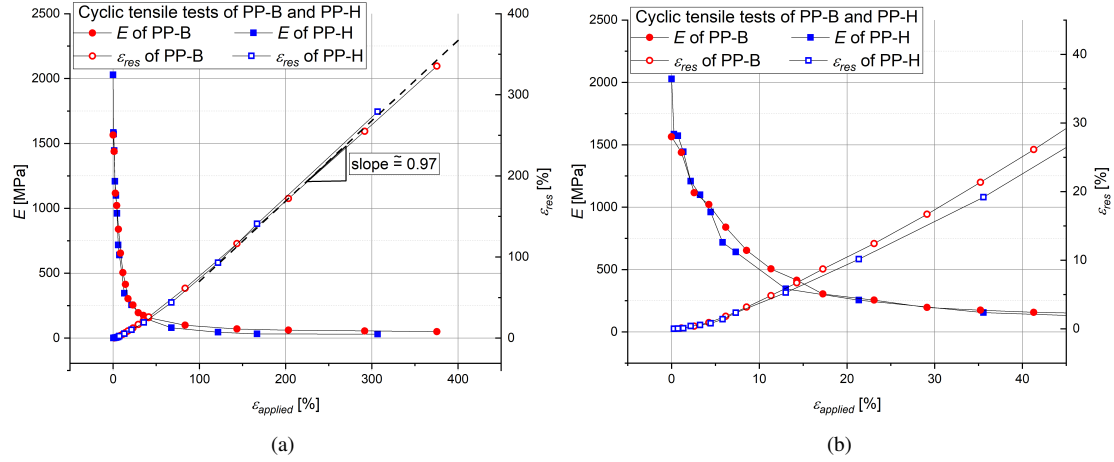 Cyclic tensile tests of PP-B and PP-H
E of PP-B E of PP-H
εres of PP-B εres of PP-H
2500
2000
1500
1000
500
0
E [MPa]
slope ≅ 0.97
400
300
200
100
0
εres [%]
0 100 200 300 400
εapplied [%]
(a)
Cyclic tensile tests of PP-B and PP-H
E of PP-B E of PP-H
εres of PP-B εres of PP-H
2500
2000
1500
1000
500
0
E [MPa]
40
30
20
10
0
εres [%]
0 10 20 30 40
εapplied [%]
(b)